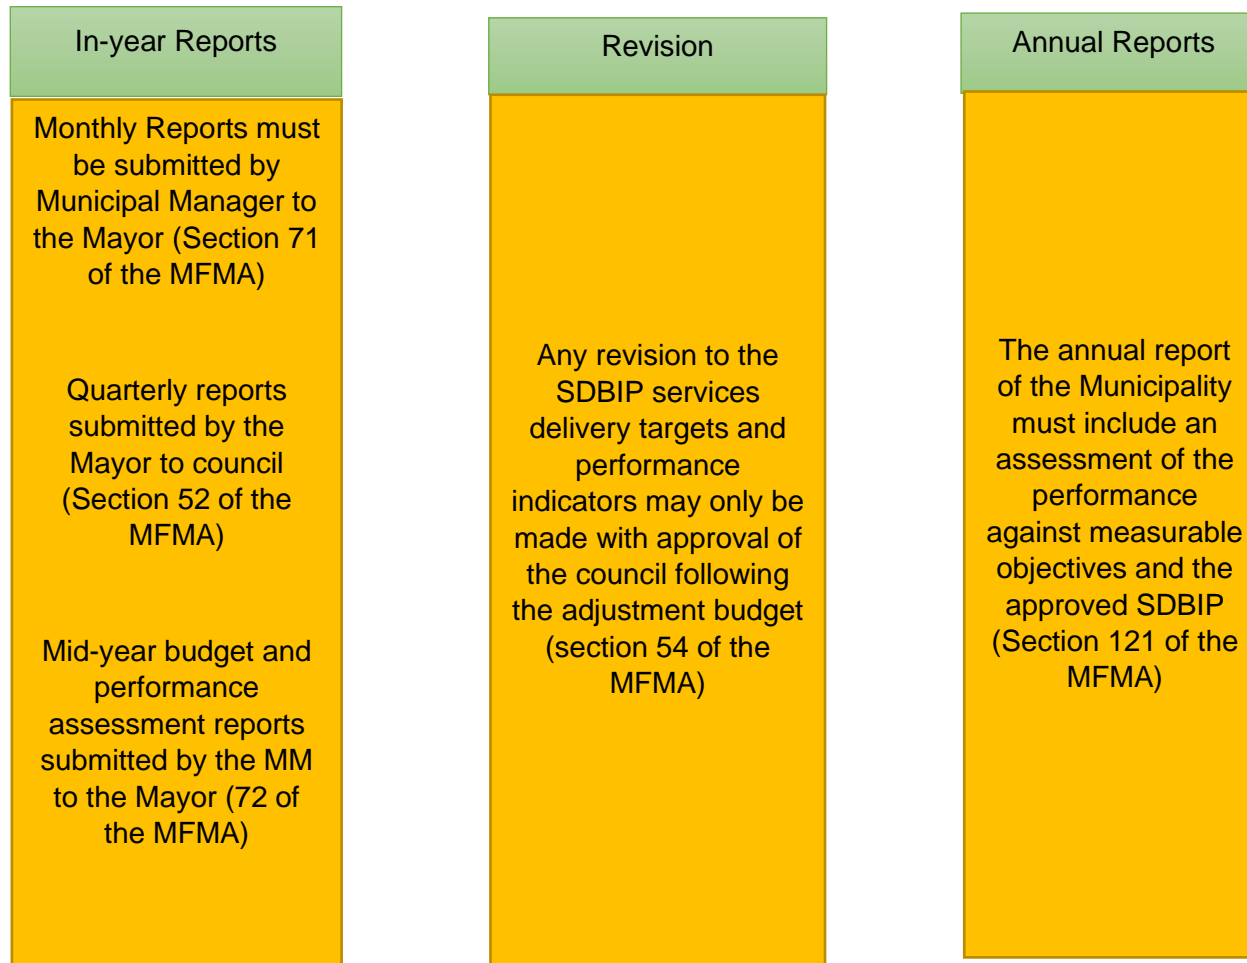 In-year Reports
Monthly Reports must
be submitted by
Municipal Manager to
the Mayor (Section 71
of the MFMA)
Quarterly reports
submitted by the
Mayor to council
(Section 52 of the
MFMA)
Mid-year budget and
performance
assessment reports
submitted by the MM
to the Mayor (72 of
the MFMA)
Revision
Any revision to the
SDBIP services
delivery targets and
performance
indicators may only be
made with approval of
the council following
the adjustment budget
(section 54 of the
MFMA)
Annual Reports
The annual report
of the Municipality
must include an
assessment of the
performance
against measurable
objectives and the
approved SDBIP
(Section 121 of the
MFMA)